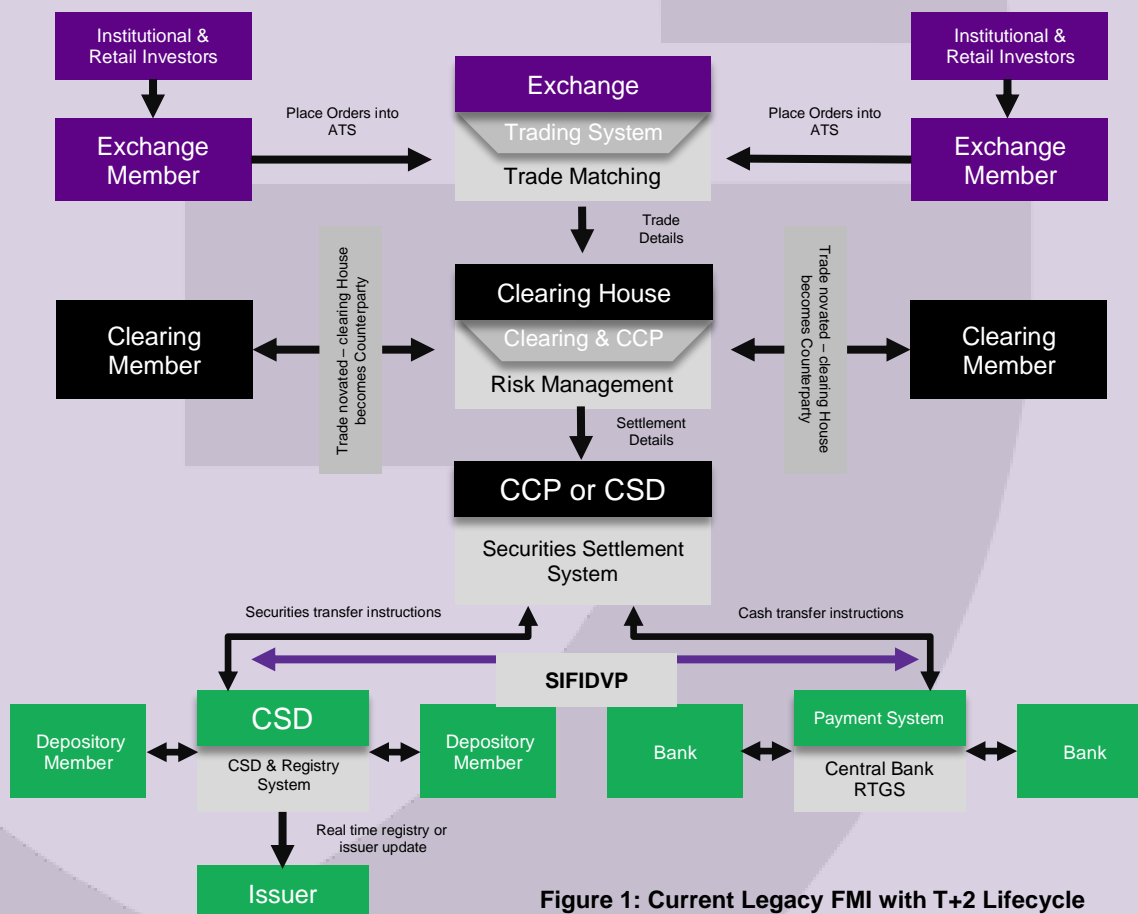 Institutional &
Retail Investors
Institutional &
Retail Investors
Exchange
Place Orders into
ATS
Place Orders into
ATS
Exchange
Member
Trading System
Exchange
Member
Trade Matching
Trade
Details
Trade novated – clearing House
becomes Counterparty
Trade novated – clearing House
becomes Counterparty
Clearing House
Clearing
Member
Clearing & CCP
Clearing
Member
Risk Management
Settlement
Details
CCP or CSD
Securities Settlement
System
Securities transfer instructions
Cash transfer instructions
SIFIDVP
CSD
Payment System
Depository
Member
Depository
Member
Bank
Bank
CSD & Registry
System
Central Bank
RTGS
Real time registry or
issuer update
Issuer
Figure 1: Current Legacy FMI with T+2 Lifecycle